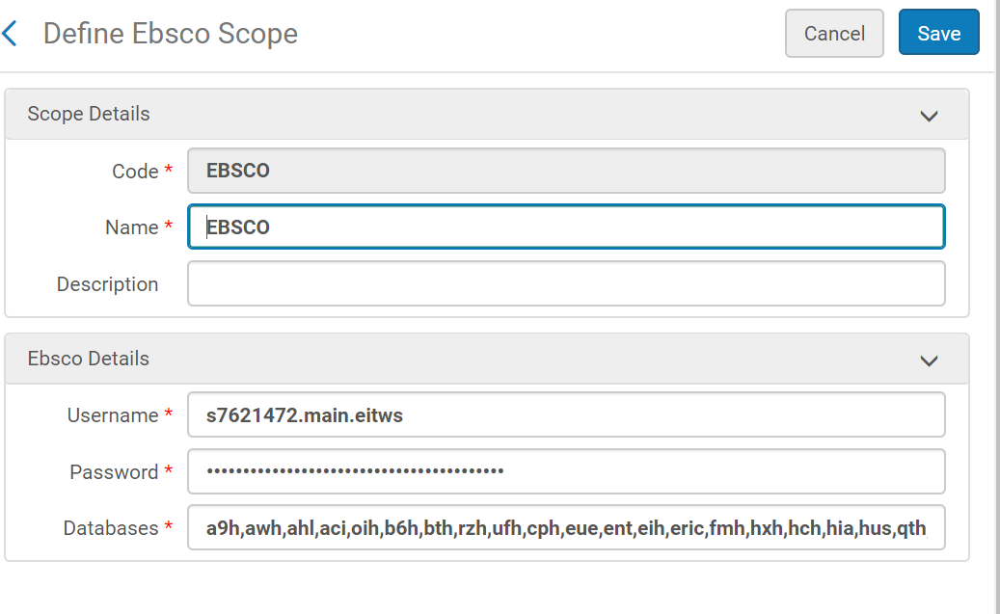 Define Ebsco Scope
Cancel
Save
Scope Details
Code *
EBSCO
Name *
EBSCO
Description
Ebsco Details
Username *
s7621472.main.eitws
Password *
••••••••••••••••••••••••••••••••••••••••••
Databases *
a9h,awh,ahl,aci,oih,b6h,bth,rzh,ufh,cph,eue,ent,eih,eric,fmh,hxh,hch,hia,hus,qth